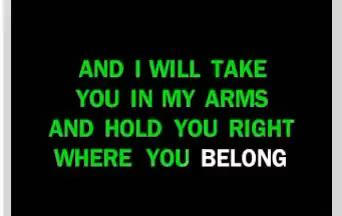 AND I WILL TAKE
YOU IN MY ARMS
AND HOLD YOU RIGHT
WHERE YOU BELONG